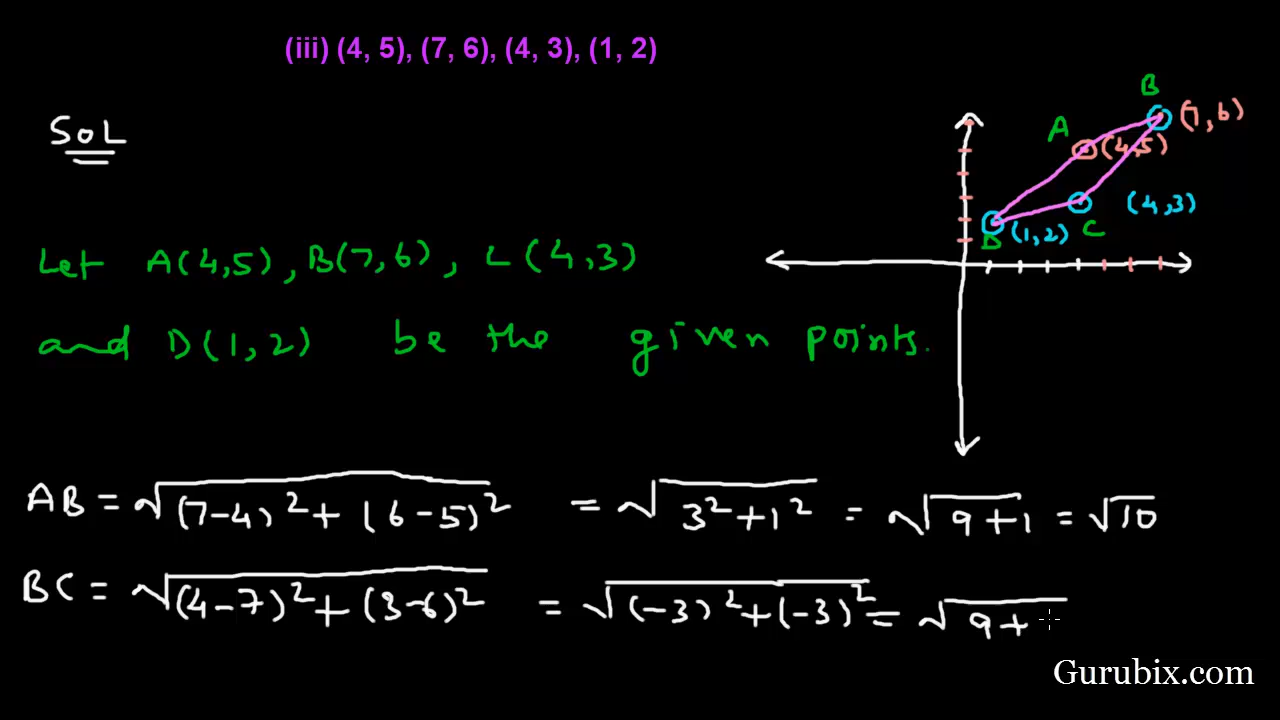 (iii) (4, 5), (7, 6), (4, 3), (1, 2)
SOL
B
(7,6)
A
(4,5)
(4,3)
D
(1,2)
C
Let A(4,5), B(7,6), C(4,3)
and D(1,2) be the given points.
AB = √(7-4)²+(6-5)² = √3²+1² = √9+1 = √10
BC = √(4-7)²+(3-6)² = √(-3)²+(-3)² = √9+
Gurubix.com